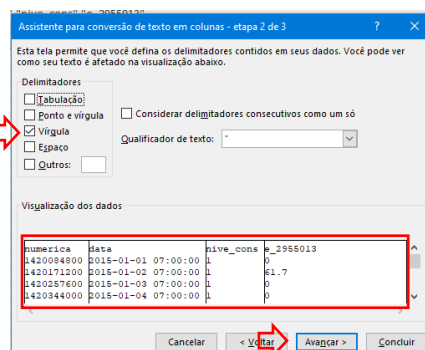 "nive_cons" "e_2955013"
Assistente para conversão de texto em colunas - etapa 2 de 3 ? ×
Esta tela permite que você defina os delimitadores contidos em seus dados. Você pode ver
como seu texto é afetado na visualização abaixo.
Delimitadores
Tabulação
Ponto e vírgula
Vírgula
Espaço
Outros:
Considerar delimitadores consecutivos como um só
Qualificador de texto: "
Visualização dos dados
numerica data nive_cons e_2955013
1420084800 2015-01-01 07:00:00 1 0
1420171200 2015-01-02 07:00:00 1 61.7
1420257600 2015-01-03 07:00:00 1 0
1420344000 2015-01-04 07:00:00 1 0
Cancelar < Voltar Avançar > Concluir